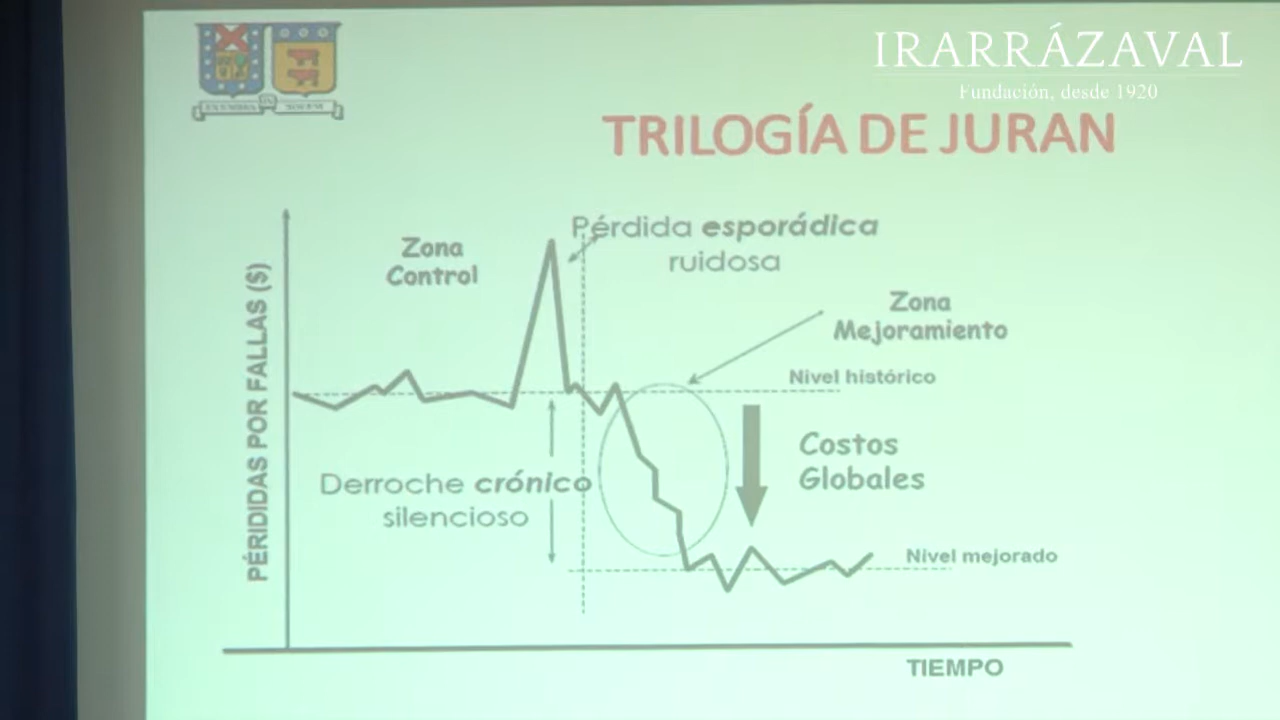 IRARRÁZAVAL
Fundación, desde 1920
TRILOGÍA DE JURAN
Pérdida esporádica
ruidosa
Zona
Control
Zona
Mejoramiento
Nivel histórico
PÉRDIDAS POR FALLAS ($)
Costos
Globales
Derroche crónico
silencioso
Nivel mejorado
TIEMPO